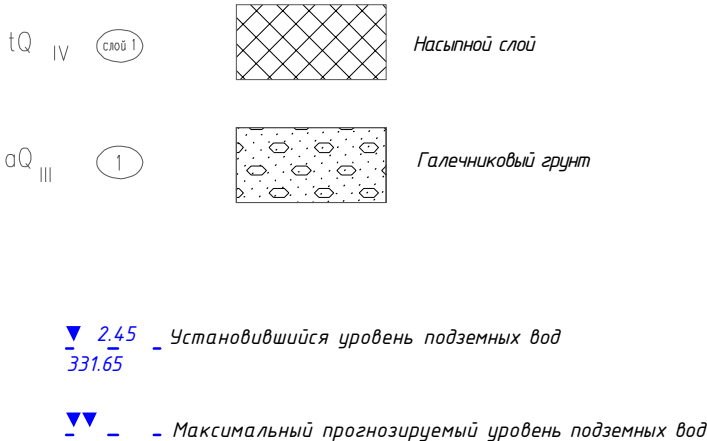 tQ IV слой 1 Насыпной слой
aQ III 1 Галечниковый грунт
2.45 Установившийся уровень подземных вод
331.65
Максимальный прогнозируемый уровень подземных вод